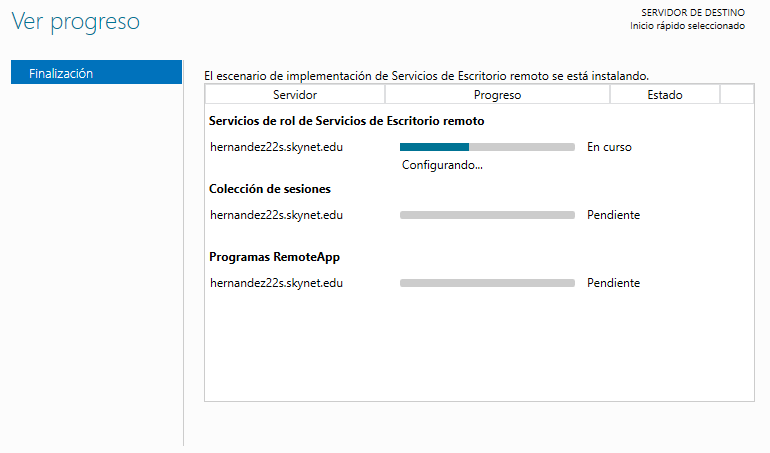 Ver progreso
SERVIDOR DE DESTINO
Inicio rápido seleccionado
Finalización
El escenario de implementación de Servicios de Escritorio remoto se está instalando.
Servidor Progreso Estado
Servicios de rol de Servicios de Escritorio remoto
hernandez22s.skynet.edu En curso
Configurando...
Colección de sesiones
hernandez22s.skynet.edu Pendiente
Programas RemoteApp
hernandez22s.skynet.edu Pendiente